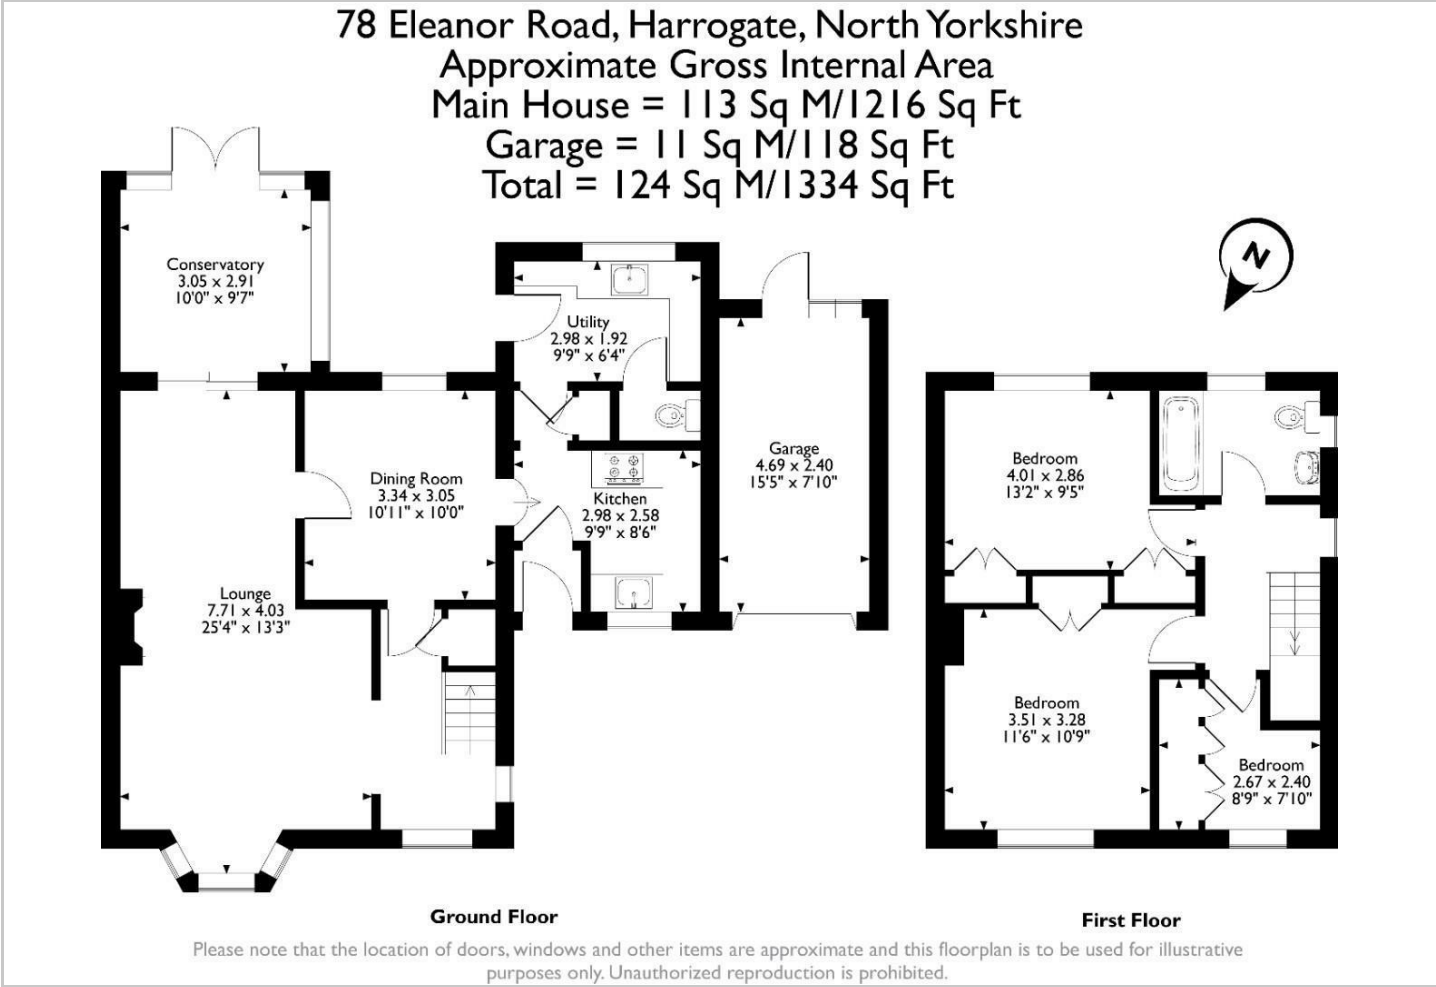 78 Eleanor Road, Harrogate, North Yorkshire
Approximate Gross Internal Area
Main House = 113 Sq M/1216 Sq Ft
Garage = 11 Sq M/118 Sq Ft
Total = 124 Sq M/1334 Sq Ft
Conservatory
3.05 x 2.91
10'0" x 9'7"
Utility
2.98 x 1.92
9'9" x 6'4"
Dining Room
3.34 x 3.05
10'11" x 10'0"
Kitchen
2.98 x 2.58
9'9" x 8'6"
Garage
4.69 x 2.40
15'5" x 7'10"
Lounge
7.71 x 4.03
25'4" x 13'3"
Ground Floor
N
Bedroom
4.01 x 2.86
13'2" x 9'5"
Bedroom
3.51 x 3.28
11'6" x 10'9"
Bedroom
2.67 x 2.40
8'9" x 7'10"
First Floor
Please note that the location of doors, windows and other items are approximate and this floorplan is to be used for illustrative
purposes only. Unauthorized reproduction is prohibited.